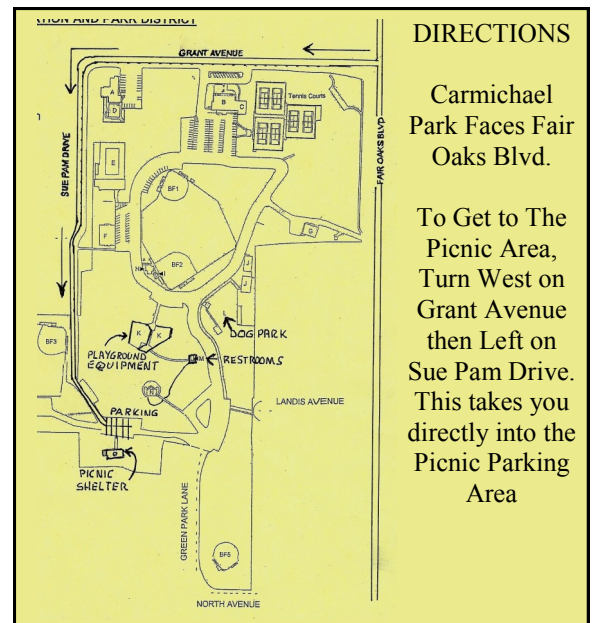 TION AND PARK DISTRICT
GRANT AVENUE
DIRECTIONS
Carmichael
Park Faces Fair
Oaks Blvd.
To Get to The
Picnic Area,
Turn West on
Grant Avenue
then Left on
Sue Pam Drive.
This takes you
directly into the
Picnic Parking
Area
A
D
B
C
Tennis Courts
FAIR OAKS BLVD
SUE PAM DRIVE
E
BF1
F
G
BF2
H
I
J
J
L
DOG PARK
K
K
BF3
PLAYGROUND
EQUIPMENT
M
RESTROOMS
N
LANDIS AVENUE
PARKING
O
PICNIC
SHELTER
GREEN PARK LANE
BF5
NORTH AVENUE